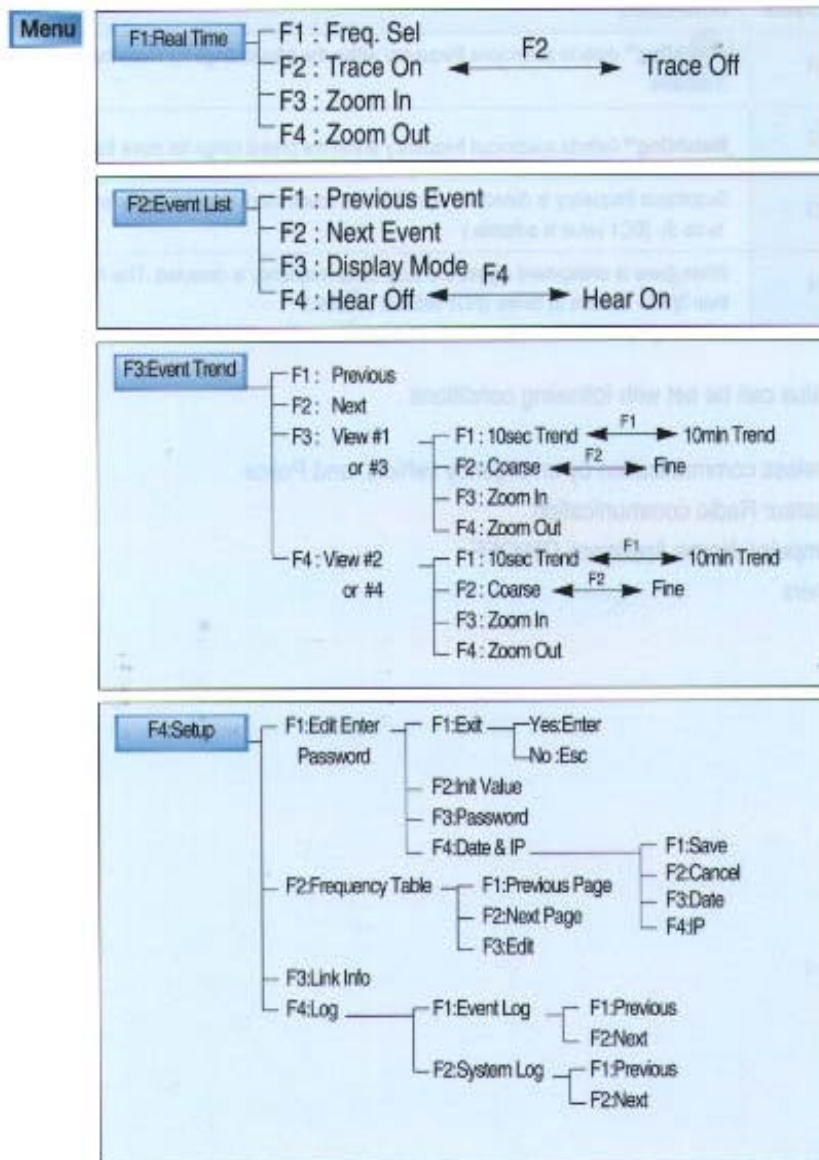 Menu
F1:Real Time
F1 : Freq. Sel
F2 : Trace On
F2
Trace Off
F3 : Zoom In
F4 : Zoom Out
F2:Event List
F1 : Previous Event
F2 : Next Event
F3 : Display Mode
F4 : Hear Off
F4
Hear On
F3:Event Trend
F1 : Previous
F2 : Next
F3 : View #1
or #3
F1 : 10sec Trend
F1
10min Trend
F2 : Coarse
F2
Fine
F3 : Zoom In
F4 : Zoom Out
F4 : View #2
or #4
F1 : 10sec Trend
F1
10min Trend
F2 : Coarse
F2
Fine
F3 : Zoom In
F4 : Zoom Out
F4:Setup
F1:Edit Enter
Password
F1:Exit
Yes:Enter
No :Esc
F2:Init Value
F3:Password
F4:Date & IP
F1:Save
F2:Cancel
F3:Date
F4:IP
F2:Frequency Table
F1:Previous Page
F2:Next Page
F3:Edit
F3:Link Info
F4:Log
F1:Event Log
F1:Previous
F2:Next
F2:System Log
F1:Previous
F2:Next